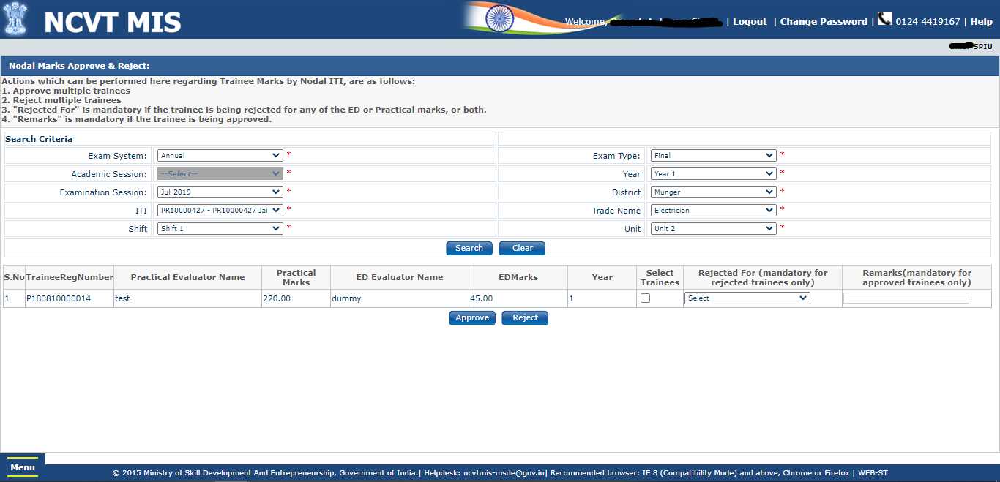 NCVT MIS
Welcome, | Logout | Change Password | 0124 4419167 | Help
SPIU
Nodal Marks Approve & Reject:
Actions which can be performed here regarding Trainee Marks by Nodal ITI, are as follows:
1. Approve multiple trainees
2. Reject multiple trainees
3. "Rejected For" is mandatory if the trainee is being rejected for any of the ED or Practical marks, or both.
4. "Remarks" is mandatory if the trainee is being approved.
Search Criteria
Exam System: Annual * Exam Type: Final *
Academic Session: --Select-- * Year Year 1 *
Examination Session: Jul-2019 * District Munger *
ITI PR10000427 - PR10000427 Jai * Trade Name Electrician *
Shift Shift 1 * Unit Unit 2 *
Search Clear
S.No TraineeRegNumber Practical Evaluator Name Practical Marks ED Evaluator Name EDMarks Year Select Trainees Rejected For (mandatory for rejected trainees only) Remarks(mandatory for approved trainees only)
1 P180810000014 test 220.00 dummy 45.00 1 Select
Approve Reject
Menu
© 2015 Ministry of Skill Development And Entrepreneurship, Government of India.| Helpdesk: ncvtmis-msde@gov.in| Recommended browser: IE 8 (Compatibility Mode) and above, Chrome or Firefox | WEB-ST